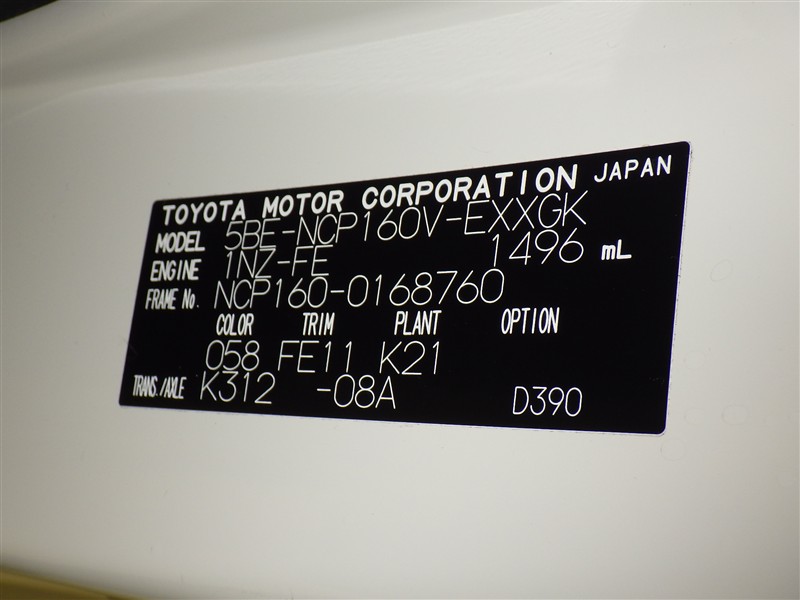 TOYOTA MOTOR CORPORATION JAPAN
MODEL 5BE-NCP160V-EXXGK
ENGINE 1NZ-FE 1496 mL
FRAME No. NCP160-0168760
COLOR TRIM PLANT OPTION
058 FE11 K21
TRANS./AXLE K312 -08A D390